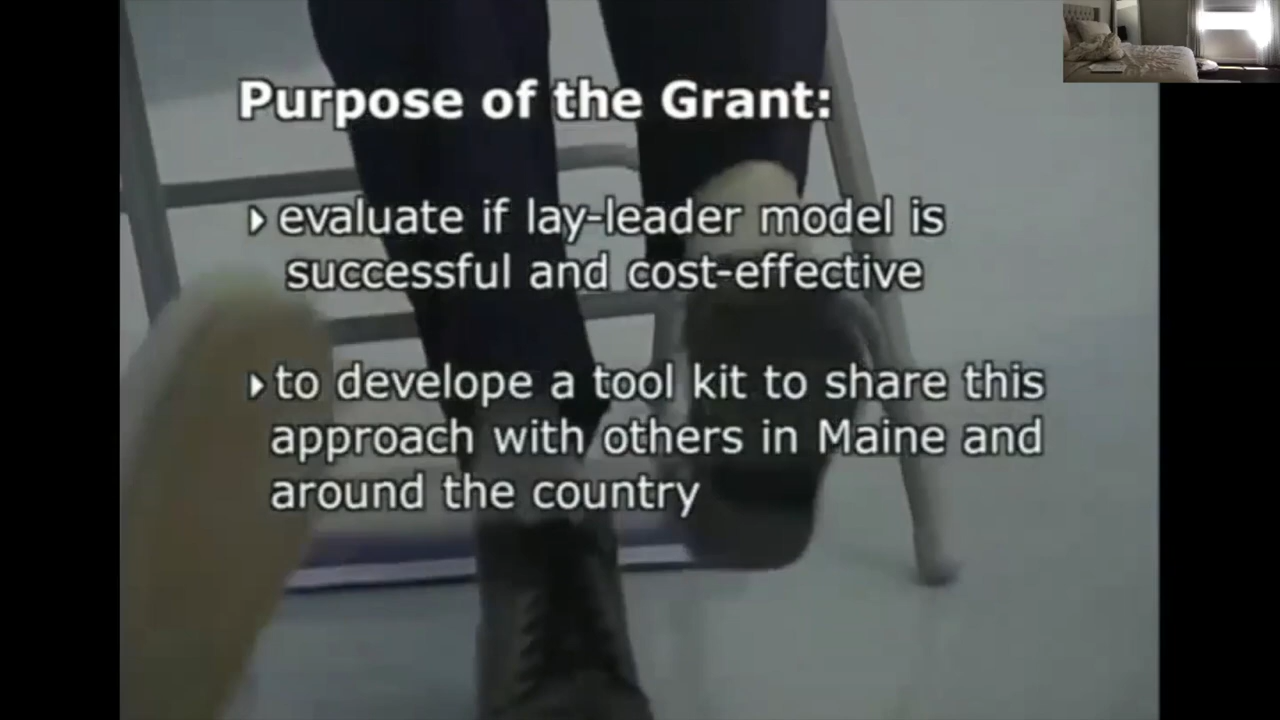 Purpose of the Grant:
evaluate if lay-leader model is
successful and cost-effective
to develope a tool kit to share this
approach with others in Maine and
around the country